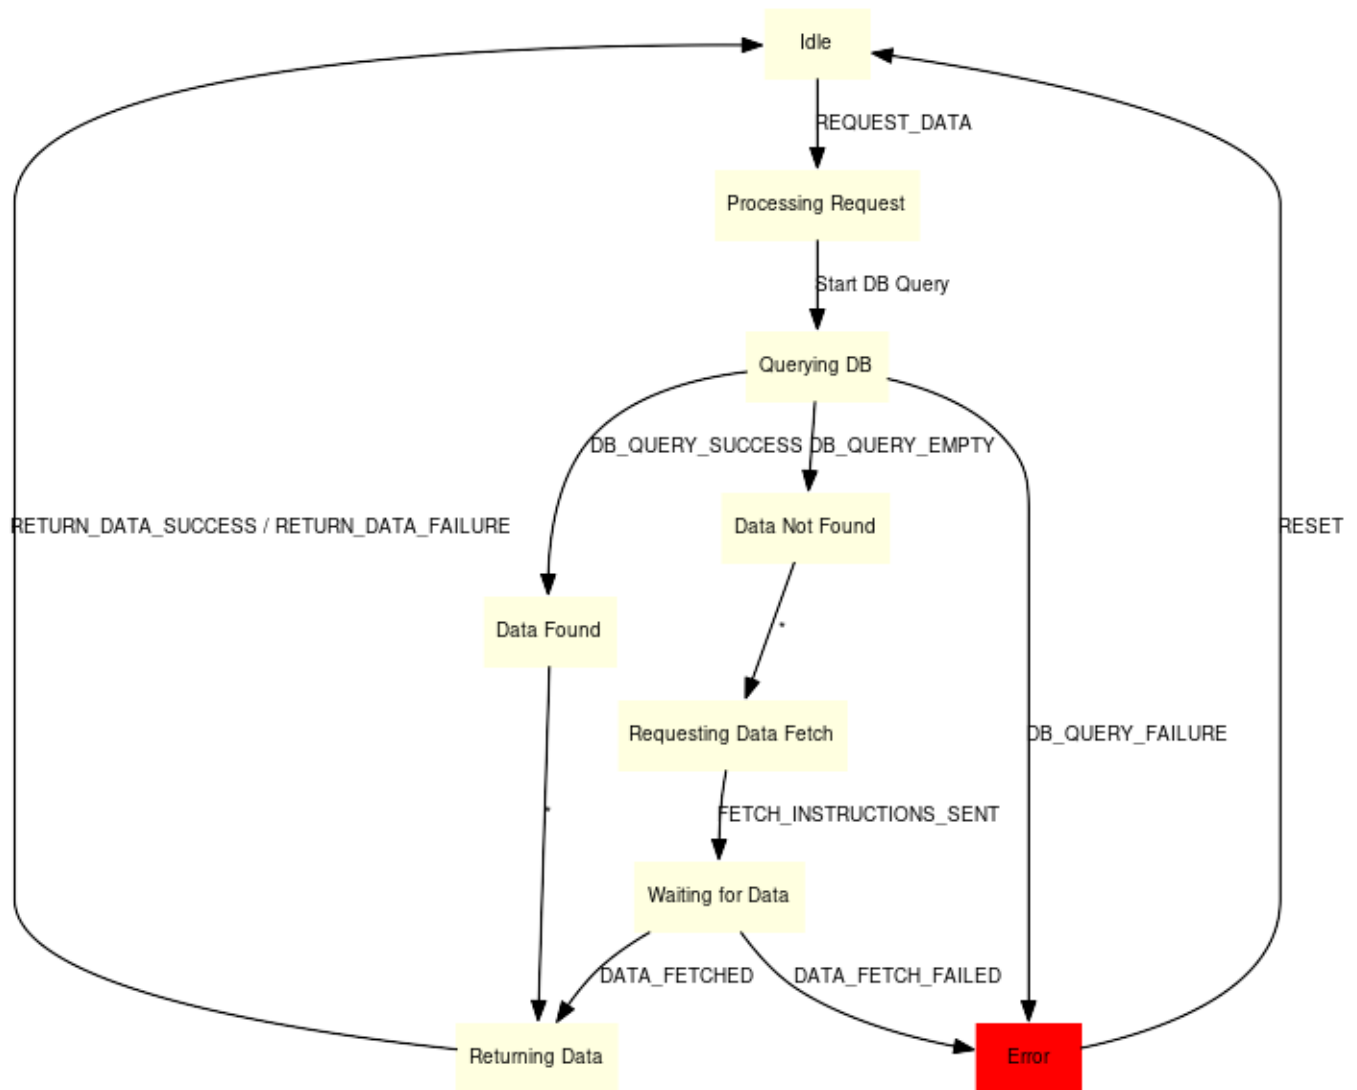 Idle
REQUEST_DATA
Processing Request
Start DB Query
Querying DB
DB_QUERY_SUCCESS
DB_QUERY_EMPTY
RETURN_DATA_SUCCESS / RETURN_DATA_FAILURE
Data Not Found
RESET
Data Found
*
Requesting Data Fetch
DB_QUERY_FAILURE
*
FETCH_INSTRUCTIONS_SENT
Waiting for Data
DATA_FETCHED
DATA_FETCH_FAILED
Returning Data
Error